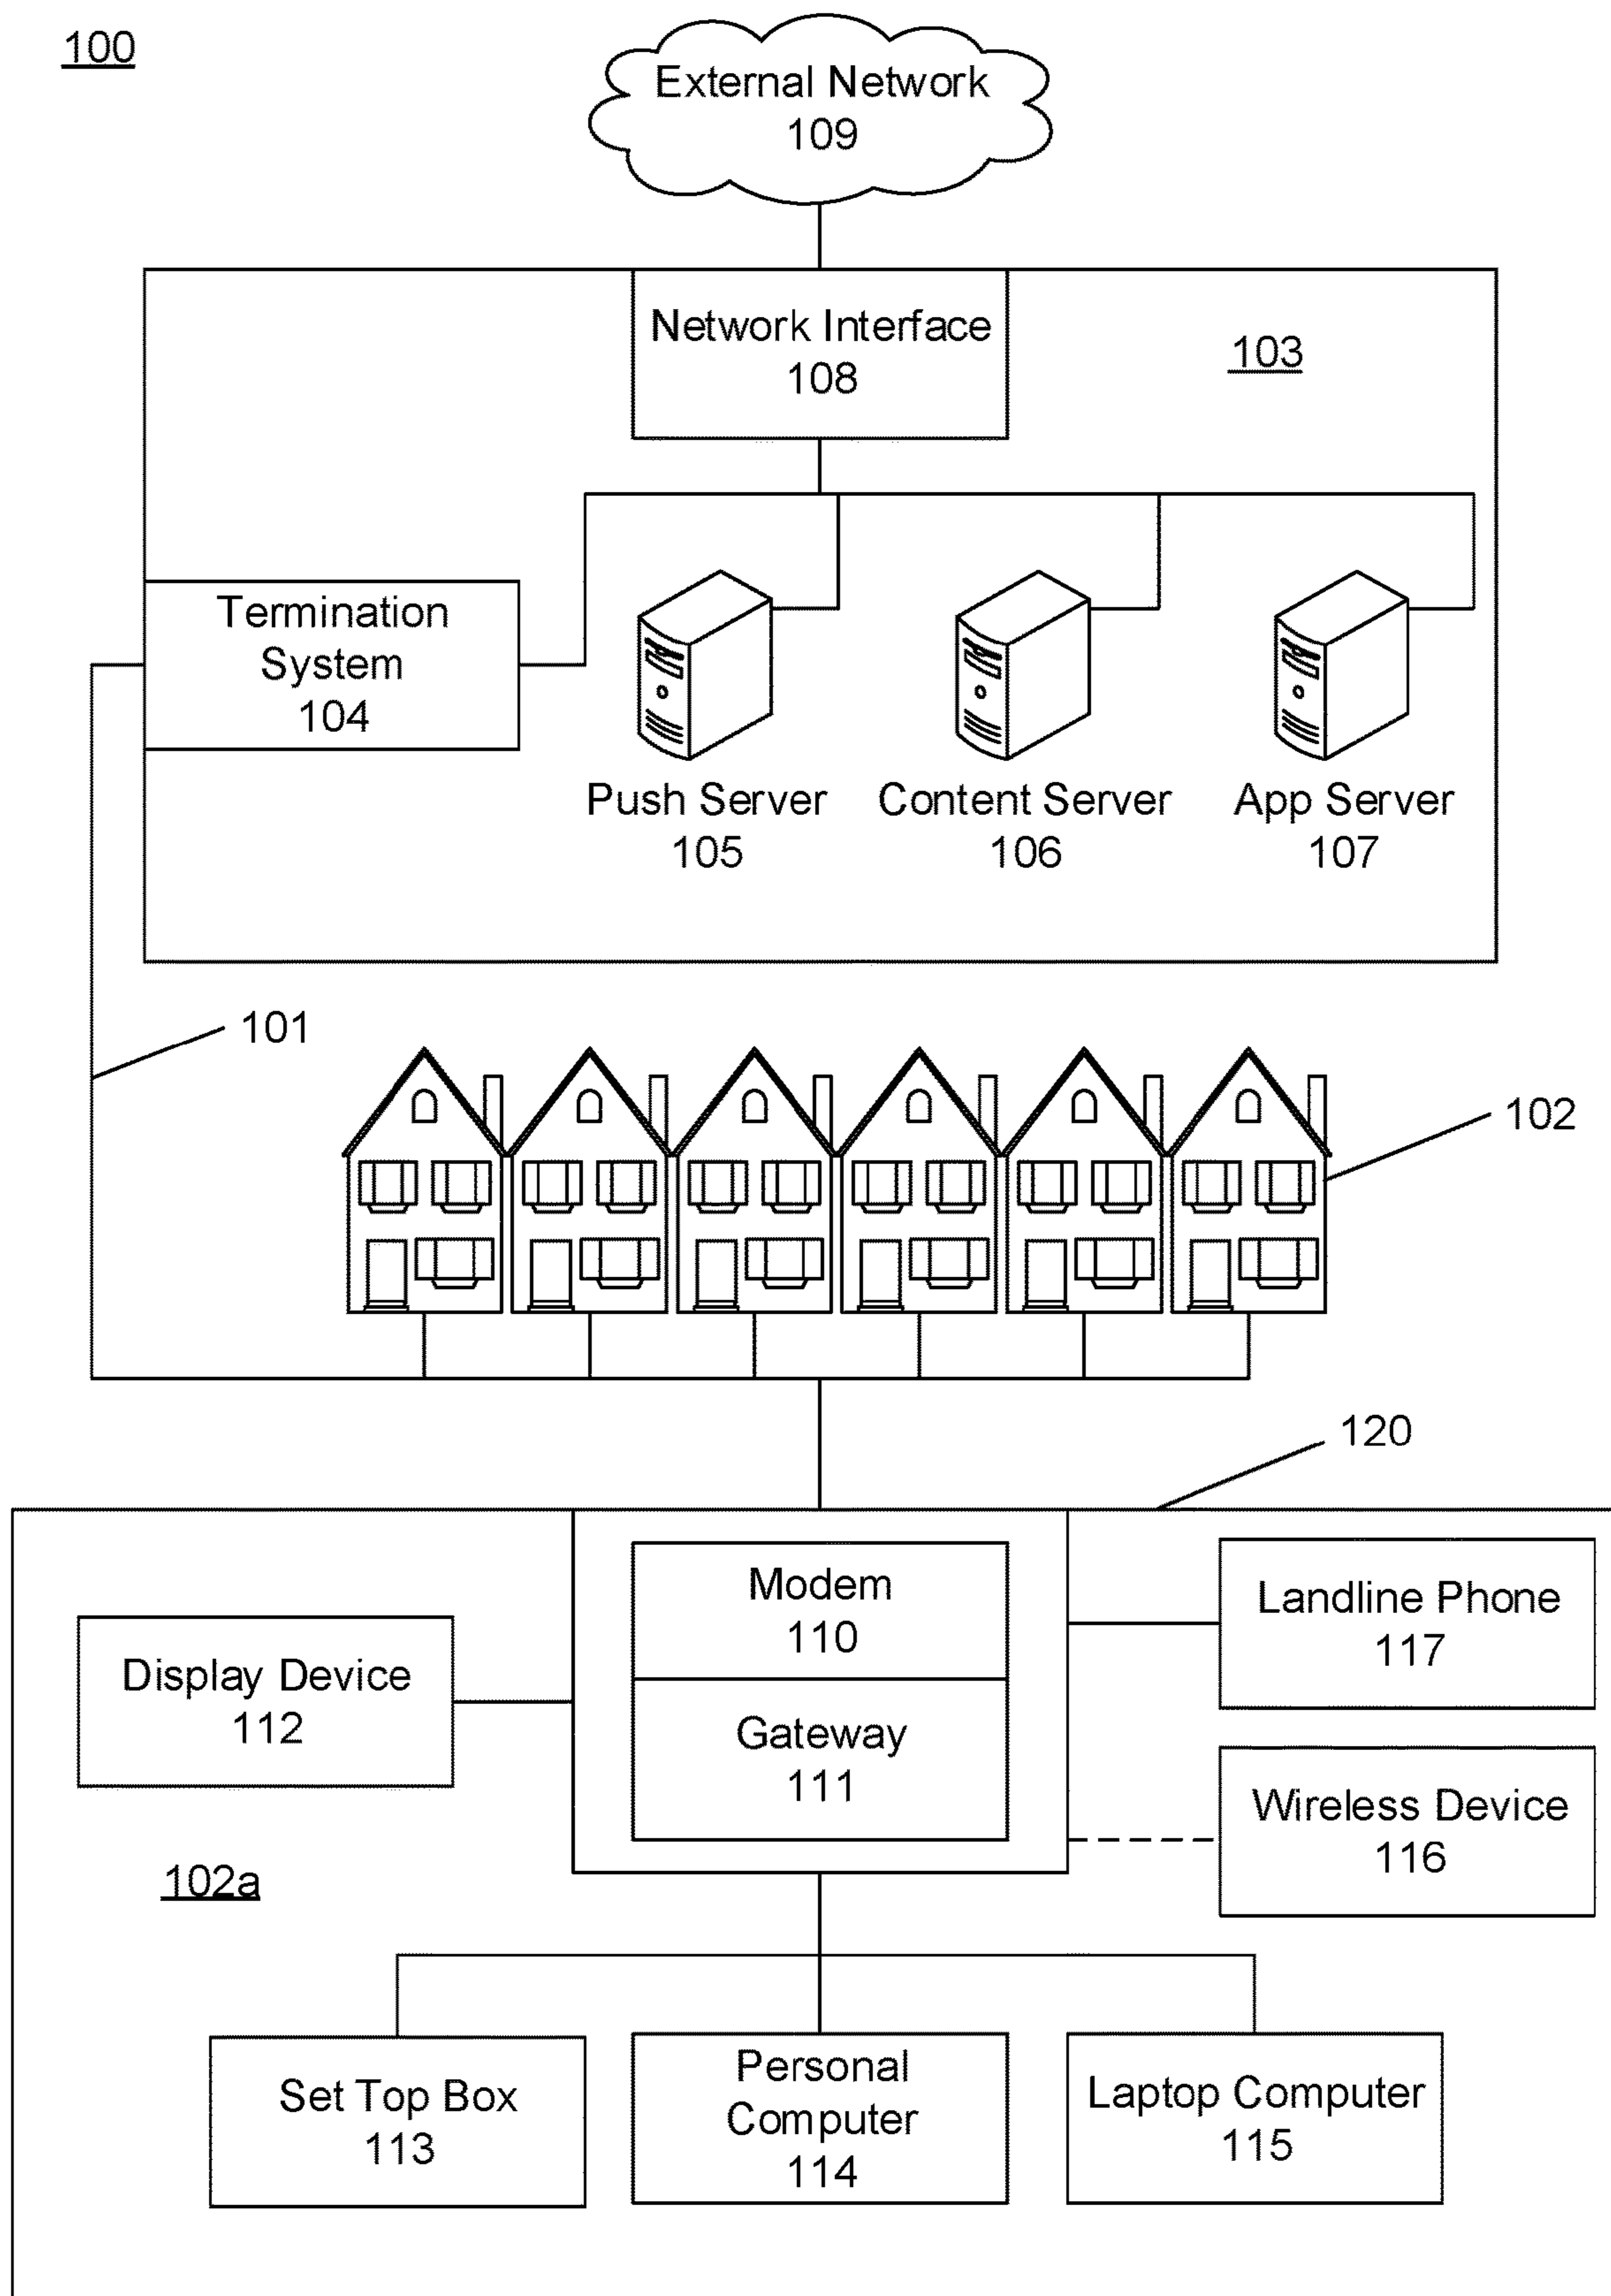 100
External Network
109
Network Interface
108
103
Termination
System
104
Push Server
105
Content Server
106
App Server
107
101
102
120
Modem
110
Landline Phone
117
Display Device
112
Gateway
111
Wireless Device
116
102a
Set Top Box
113
Personal
Computer
114
Laptop Computer
115